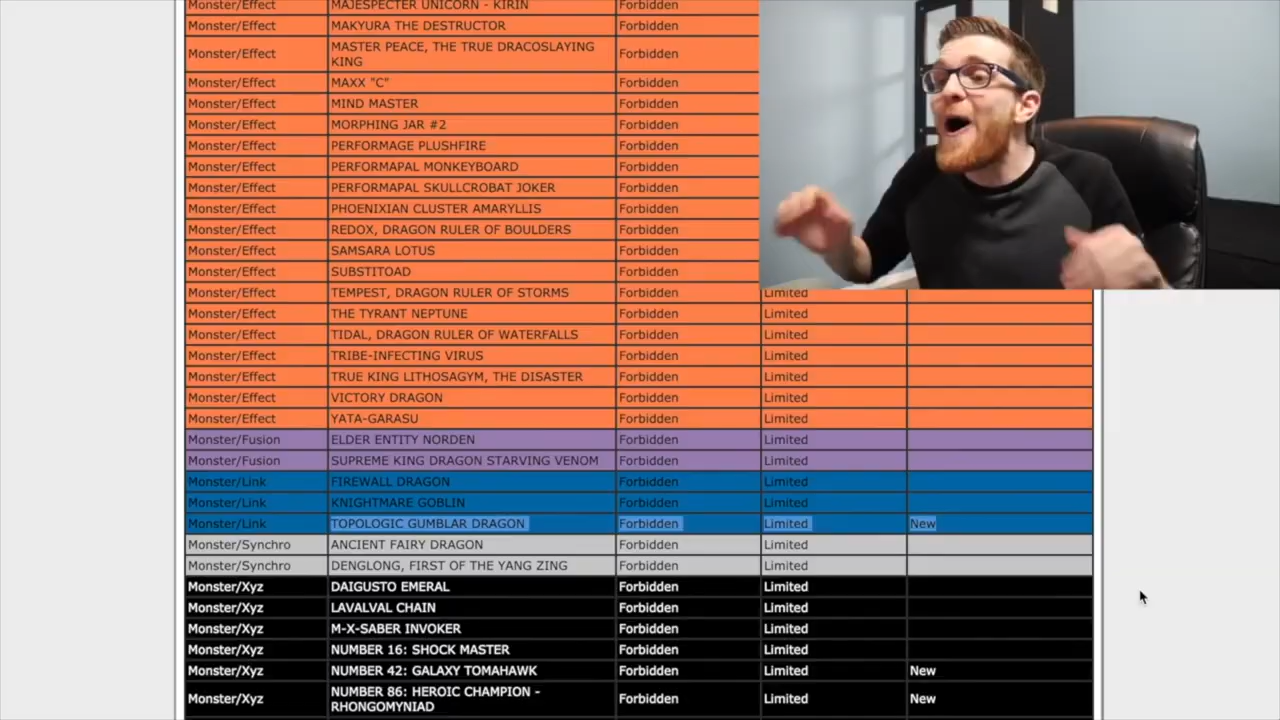 Monster/Effect MAJESPECTER UNICORN - KIRIN Forbidden
Monster/Effect MAKYURA THE DESTRUCTOR Forbidden
Monster/Effect MASTER PEACE, THE TRUE DRACOSLAYING KING Forbidden
Monster/Effect MAXX "C" Forbidden
Monster/Effect MIND MASTER Forbidden
Monster/Effect MORPHING JAR #2 Forbidden
Monster/Effect PERFORMAGE PLUSHFIRE Forbidden
Monster/Effect PERFORMAPAL MONKEYBOARD Forbidden
Monster/Effect PERFORMAPAL SKULLCROBAT JOKER Forbidden
Monster/Effect PHOENIXIAN CLUSTER AMARYLLIS Forbidden
Monster/Effect REDOX, DRAGON RULER OF BOULDERS Forbidden
Monster/Effect SAMSARA LOTUS Forbidden
Monster/Effect SUBSTITOAD Forbidden
Monster/Effect TEMPEST, DRAGON RULER OF STORMS Forbidden Limited
Monster/Effect THE TYRANT NEPTUNE Forbidden Limited
Monster/Effect TIDAL, DRAGON RULER OF WATERFALLS Forbidden Limited
Monster/Effect TRIBE-INFECTING VIRUS Forbidden Limited
Monster/Effect TRUE KING LITHOSAGYM, THE DISASTER Forbidden Limited
Monster/Effect VICTORY DRAGON Forbidden Limited
Monster/Effect YATA-GARASU Forbidden Limited
Monster/Fusion ELDER ENTITY NORDEN Forbidden Limited
Monster/Fusion SUPREME KING DRAGON STARVING VENOM Forbidden Limited
Monster/Link FIREWALL DRAGON Forbidden Limited
Monster/Link KNIGHTMARE GOBLIN Forbidden Limited
Monster/Link TOPOLOGIC GUMBLAR DRAGON Forbidden Limited New
Monster/Synchro ANCIENT FAIRY DRAGON Forbidden Limited
Monster/Synchro DENGLONG, FIRST OF THE YANG ZING Forbidden Limited
Monster/Xyz DAIGUSTO EMERAL Forbidden Limited
Monster/Xyz LAVALVAL CHAIN Forbidden Limited
Monster/Xyz M-X-SABER INVOKER Forbidden Limited
Monster/Xyz NUMBER 16: SHOCK MASTER Forbidden Limited
Monster/Xyz NUMBER 42: GALAXY TOMAHAWK Forbidden Limited New
Monster/Xyz NUMBER 86: HEROIC CHAMPION - RHONGOMYNIAD Forbidden Limited New